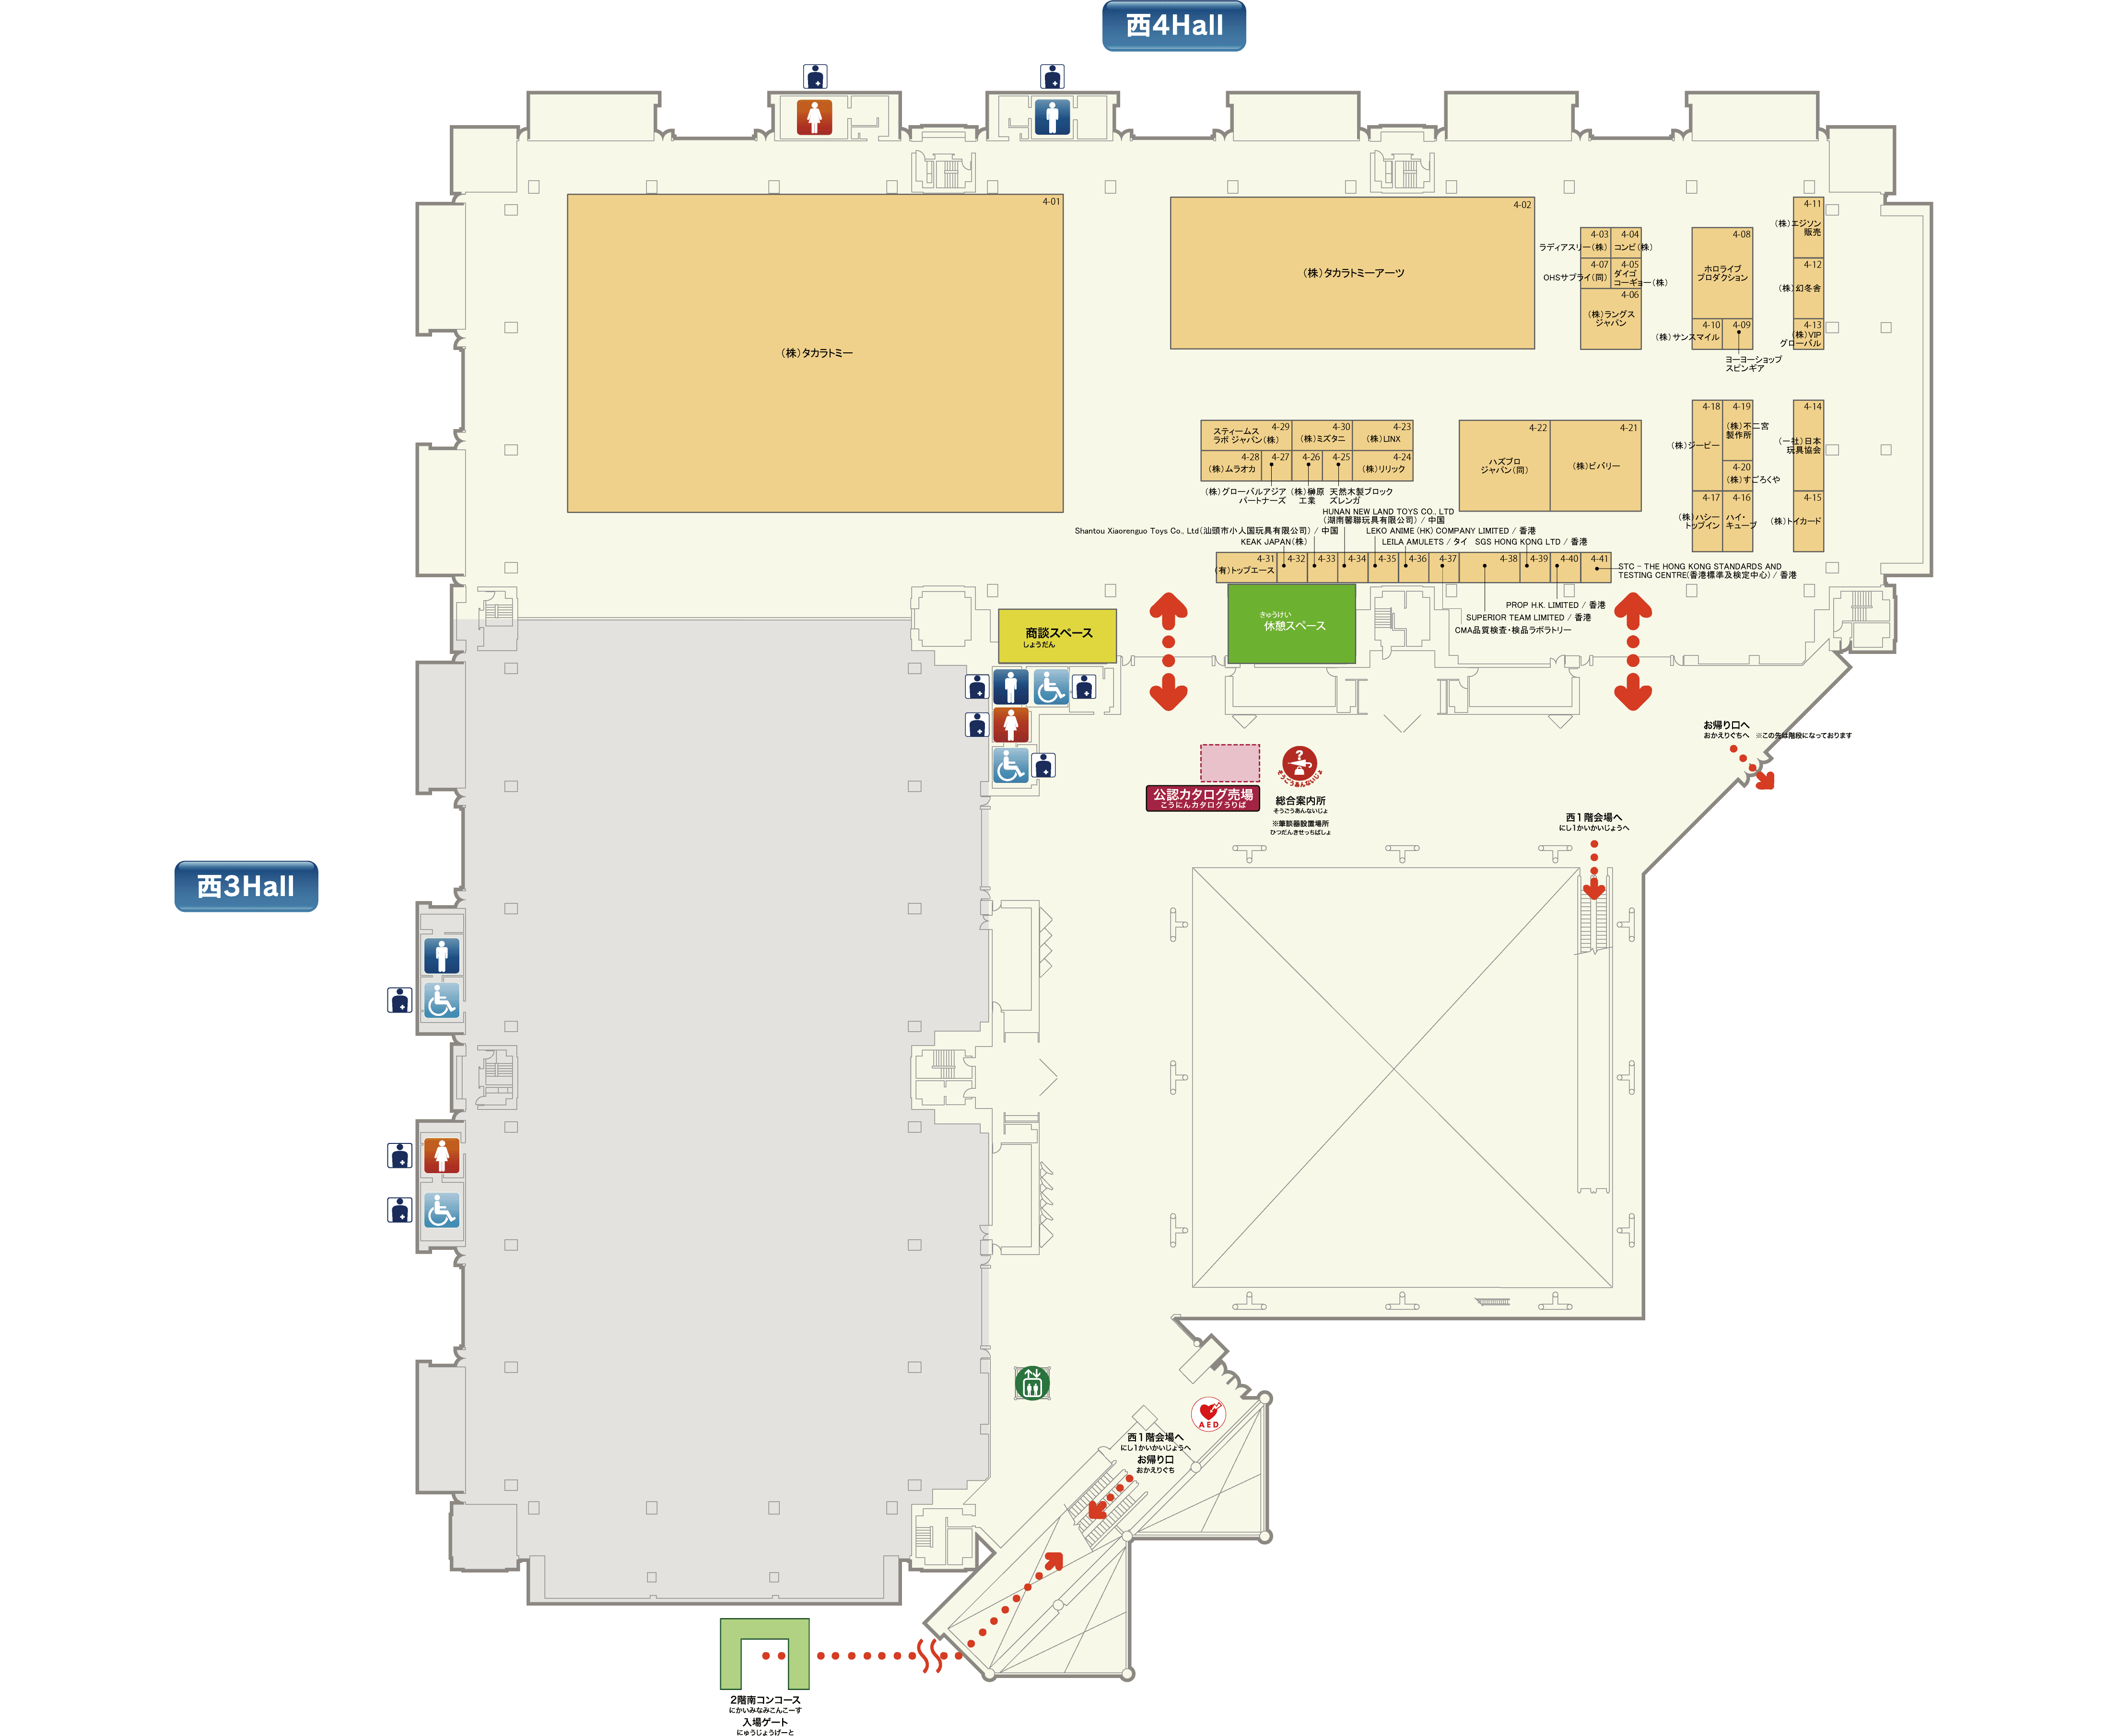 西4Hall
4-01
(株)タカラトミー
4-02
(株)タカラトミーアーツ
4-03
ラディアスリー(株)
4-04
コンビ(株)
4-07
OHSサプライ(同)
4-05
ダイゴ
コーギョー(株)
4-06
(株)ラングス
ジャパン
4-08
ホロライブ
プロダクション
4-10
(株)サンスマイル
4-09
ヨーヨーショップ
スピンギア
4-11
(株)エジソン
販売
4-12
(株)幻冬舎
4-13
(株)VIP
グローバル
4-29
スティームス
ラボ ジャパン(株)
4-30
(株)ミズタニ
4-23
(株)LINX
4-28
(株)ムラオカ
4-27
4-26
4-25
4-24
(株)リリック
(株)グローバルアジア
パートナーズ
(株)榊原
工業
天然木製ブロック
ズレンガ
4-22
ハズブロ
ジャパン(同)
4-21
(株)ビバリー
4-18
(株)ジービー
4-19
(株)不二宮
製作所
4-20
(株)すごろくや
4-17
(株)ハシー
トップイン
4-16
ハイ・
キューブ
4-14
(一社)日本
玩具協会
4-15
(株)トイカード
HUNAN NEW LAND TOYS CO., LTD
(湖南馨聯玩具有限公司) / 中国
Shantou Xiaorenguo Toys Co., Ltd(汕頭市小人国玩具有限公司) / 中国
LEKO ANIME (HK) COMPANY LIMITED / 香港
KEAK JAPAN(株)
LEILA AMULETS / タイ
SGS HONG KONG LTD / 香港
4-31
(有)トップエース
4-32
4-33
4-34
4-35
4-36
4-37
4-38
4-39
4-40
4-41
STC - THE HONG KONG STANDARDS AND
TESTING CENTRE(香港標準及検定中心) / 香港
PROP H.K. LIMITED / 香港
SUPERIOR TEAM LIMITED / 香港
CMA品質検査・検品ラボラトリー
商談スペース
しょうだん
きゅうけい
休憩スペース
お帰り口へ
おかえりぐちへ ※この先は階段になっております
公認カタログ売場
こうにんカタログうりば
?
そうごうあんないじょ
総合案内所
そうごうあんないじょ
※筆談器設置場所
ひつだんきせっちばしょ
西1階会場へ
にし1かいかいじょうへ
西3Hall
AED
西1階会場へ
にし1かいかいじょうへ
お帰り口
おかえりぐち
2階南コンコース
にかいみなみこんこーす
入場ゲート
にゅうじょうげーと